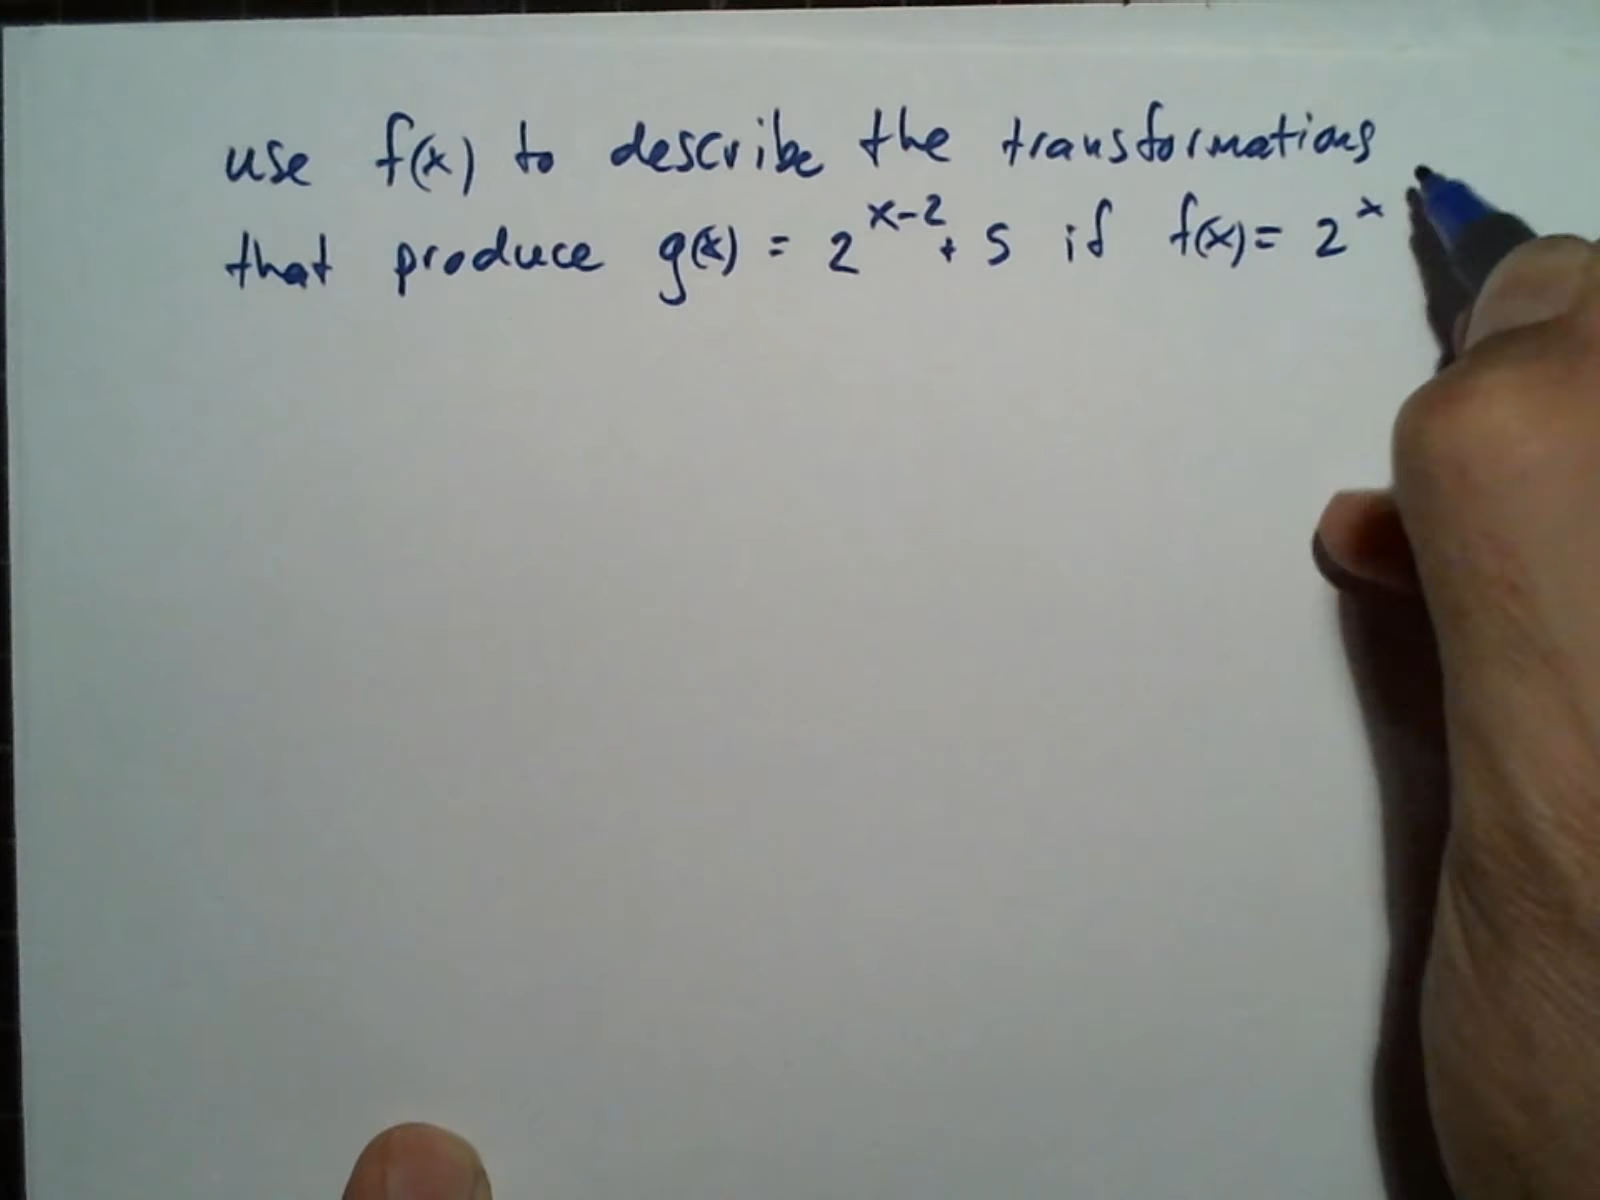 use f(x) to describe the transformations
that produce g(x) = 2^{x-2} + 5 if f(x) = 2^x